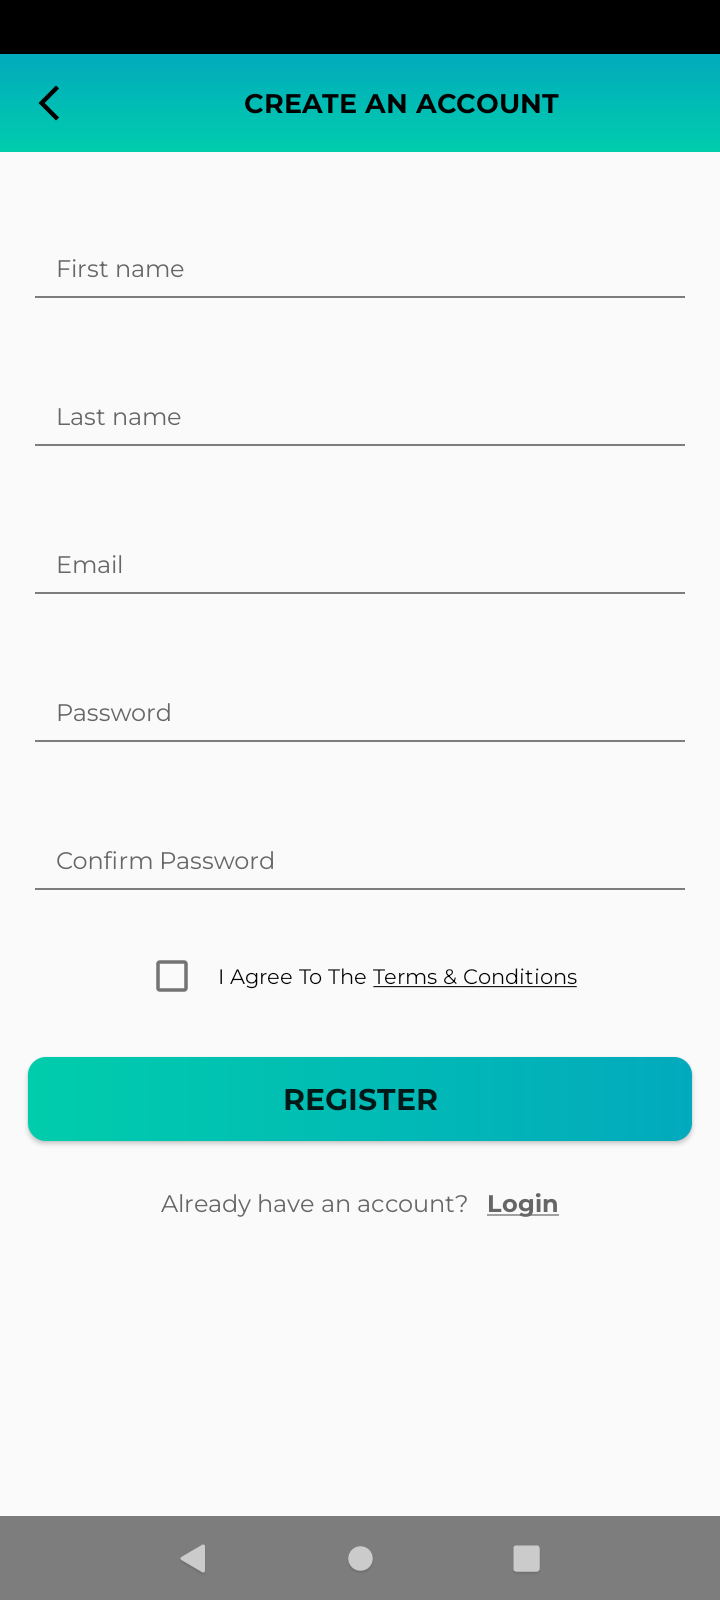 CREATE AN ACCOUNT
First name
Last name
Email
Password
Confirm Password
I Agree To The Terms & Conditions
REGISTER
Already have an account? Login